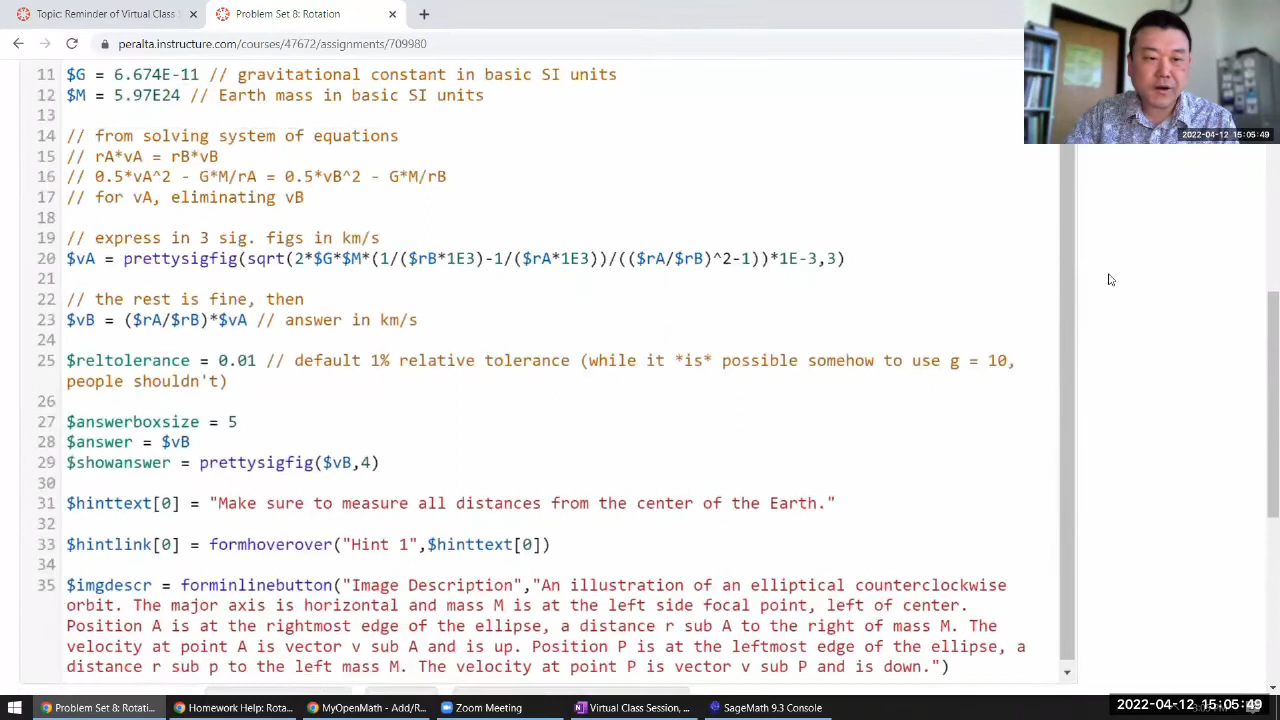 Topic: Reminder of Virtual Class
Problem Set 8: Rotation
peralta.instructure.com/courses/47672/assignments/709980
2022-04-12 15:05:49
11 $G = 6.674E-11 // gravitational constant in basic SI units
12 $M = 5.97E24 // Earth mass in basic SI units
13
14 // from solving system of equations
15 // rA*vA = rB*vB
16 // 0.5*vA^2 - G*M/rA = 0.5*vB^2 - G*M/rB
17 // for vA, eliminating vB
18
19 // express in 3 sig. figs in km/s
20 $vA = prettysigfig(sqrt(2*$G*$M*(1/($rB*1E3)-1/($rA*1E3))/(($rA/$rB)^2-1))*1E-3,3)
21
22 // the rest is fine, then
23 $vB = ($rA/$rB)*$vA // answer in km/s
24
25 $reltolerance = 0.01 // default 1% relative tolerance (while it *is* possible somehow to use g = 10,
people shouldn't)
26
27 $answerboxsize = 5
28 $answer = $vB
29 $showanswer = prettysigfig($vB,4)
30
31 $hinttext[0] = "Make sure to measure all distances from the center of the Earth."
32
33 $hintlink[0] = formhoverover("Hint 1",$hinttext[0])
34
35 $imgdescr = forminlinebutton("Image Description","An illustration of an elliptical counterclockwise
orbit. The major axis is horizontal and mass M is at the left side focal point, left of center.
Position A is at the rightmost edge of the ellipse, a distance r sub A to the right of mass M. The
velocity at point A is vector v sub A and is up. Position P is at the leftmost edge of the ellipse, a
distance r sub p to the left mass M. The velocity at point P is vector v sub P and is down.")
Problem Set 8: Rotati...
Homework Help: Rota...
MyOpenMath - Add/R...
Zoom Meeting
Virtual Class Session, ...
SageMath 9.3 Console
2022-04-12 15:05:49